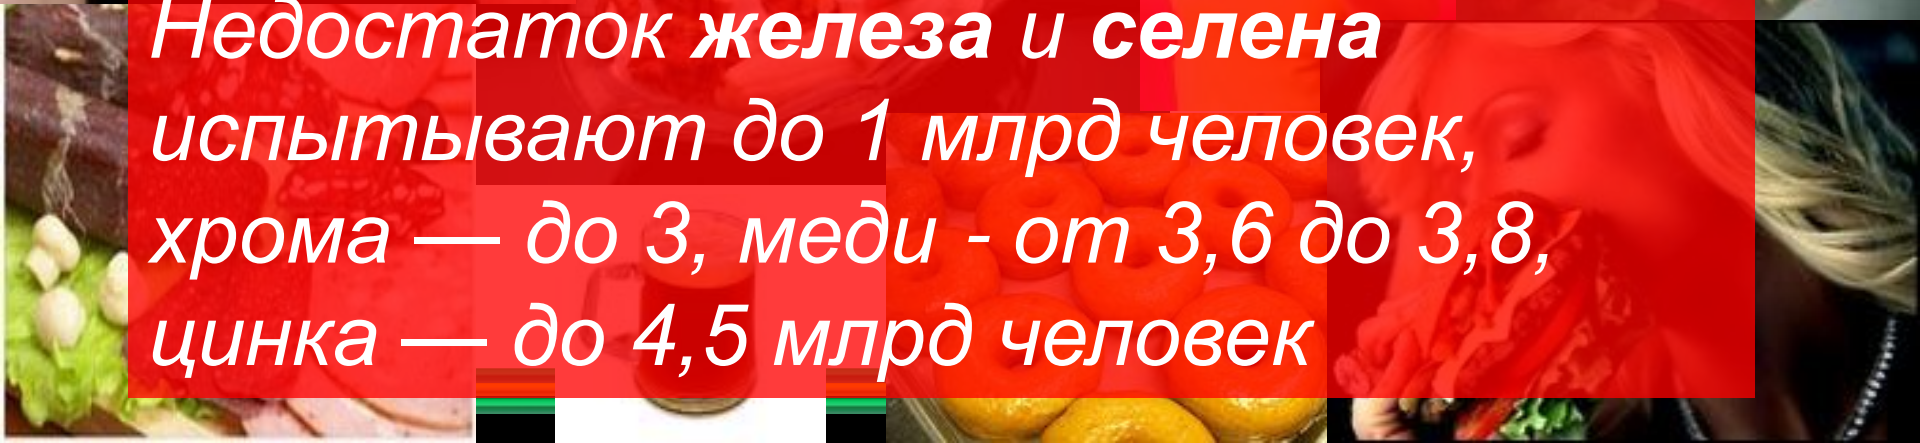 Недостаток железа и селена
испытывают до 1 млрд человек,
хрома — до 3, меди - от 3,6 до 3,8,
цинка — до 4,5 млрд человек